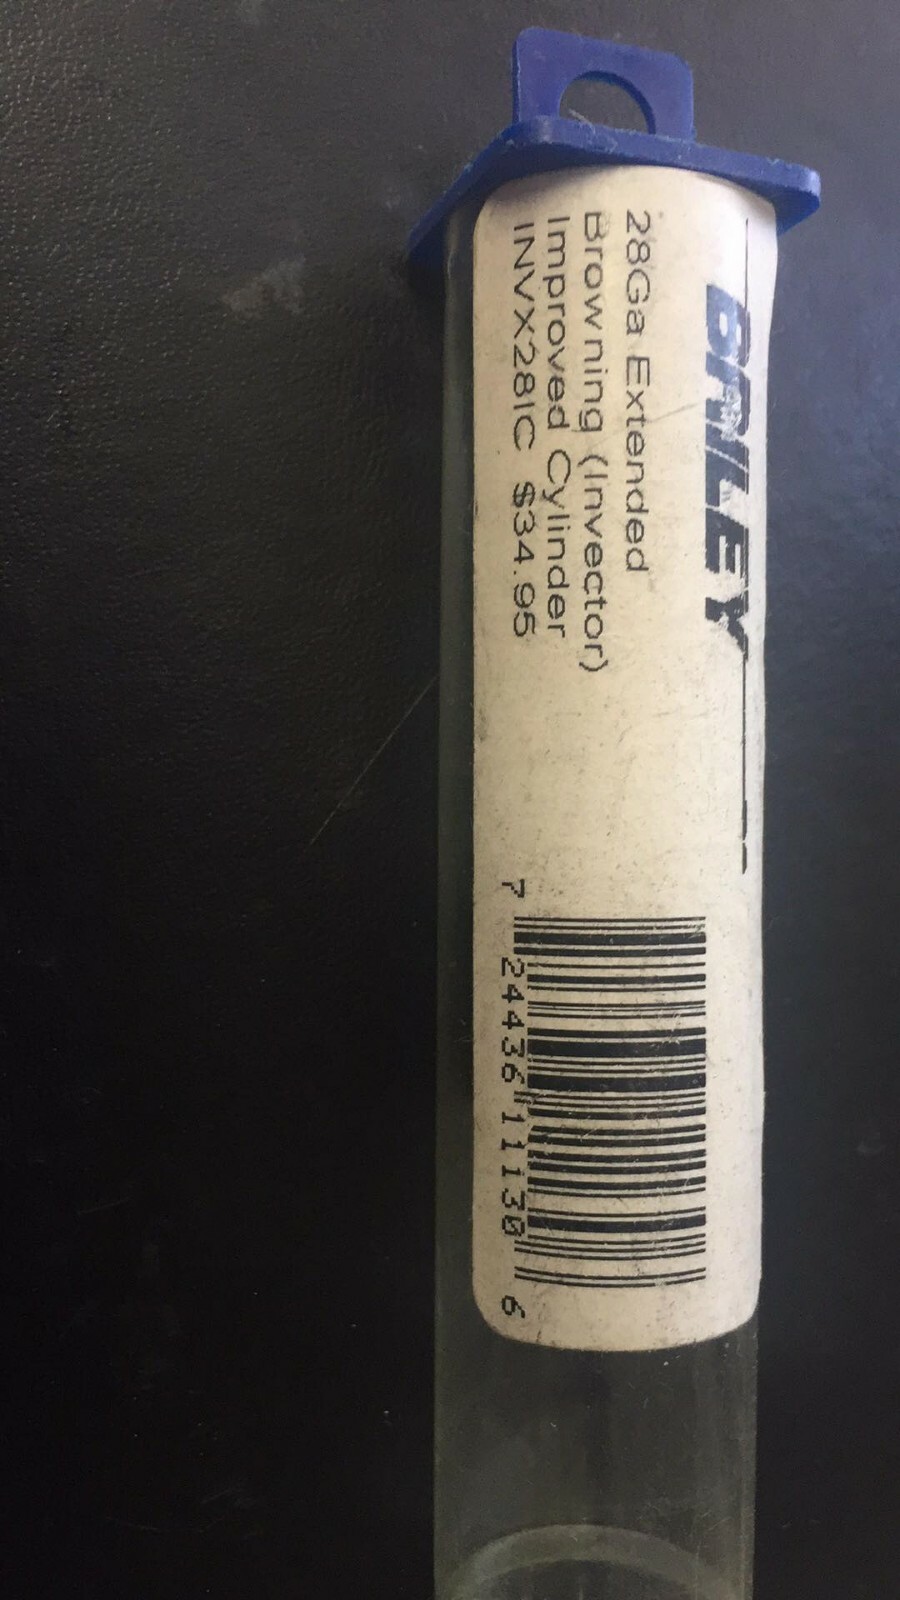 BRILEY
28Ga Extended
Browning (Invector)
Improved Cylinder
INVX28IC $34.95
7 24436 11130 6